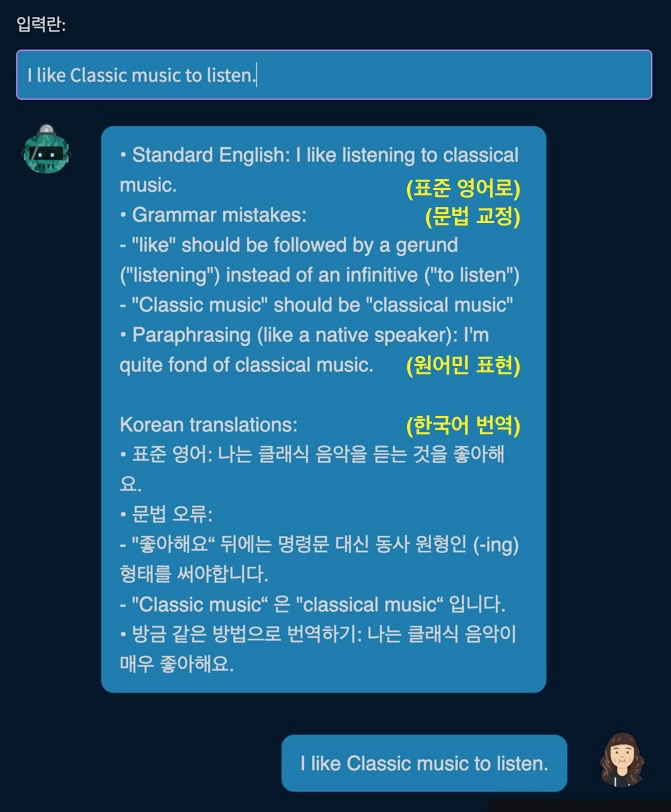 입력란:
I like Classic music to listen.
• Standard English: I like listening to classical
music. (표준 영어로)
• Grammar mistakes: (문법 교정)
- "like" should be followed by a gerund
("listening") instead of an infinitive ("to listen")
- "Classic music" should be "classical music"
• Paraphrasing (like a native speaker): I'm
quite fond of classical music. (원어민 표현)
Korean translations: (한국어 번역)
• 표준 영어: 나는 클래식 음악을 듣는 것을 좋아해
요.
• 문법 오류:
- "좋아해요“ 뒤에는 명령문 대신 동사 원형인 (-ing)
형태를 써야합니다.
- "Classic music“ 은 "classical music“ 입니다.
• 방금 같은 방법으로 번역하기: 나는 클래식 음악이
매우 좋아해요.
I like Classic music to listen.